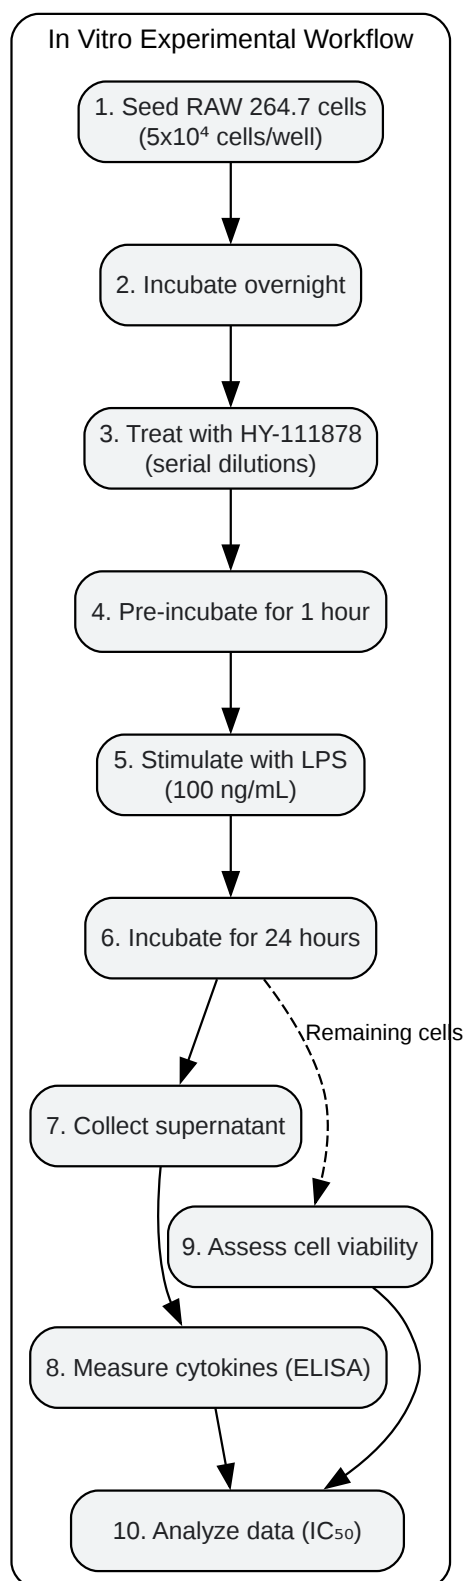 In Vitro Experimental Workflow
1. Seed RAW 264.7 cells
(5x10⁴ cells/well)
2. Incubate overnight
3. Treat with HY-111878
(serial dilutions)
4. Pre-incubate for 1 hour
5. Stimulate with LPS
(100 ng/mL)
6. Incubate for 24 hours
Remaining cells
7. Collect supernatant
9. Assess cell viability
8. Measure cytokines (ELISA)
10. Analyze data (IC₅₀)